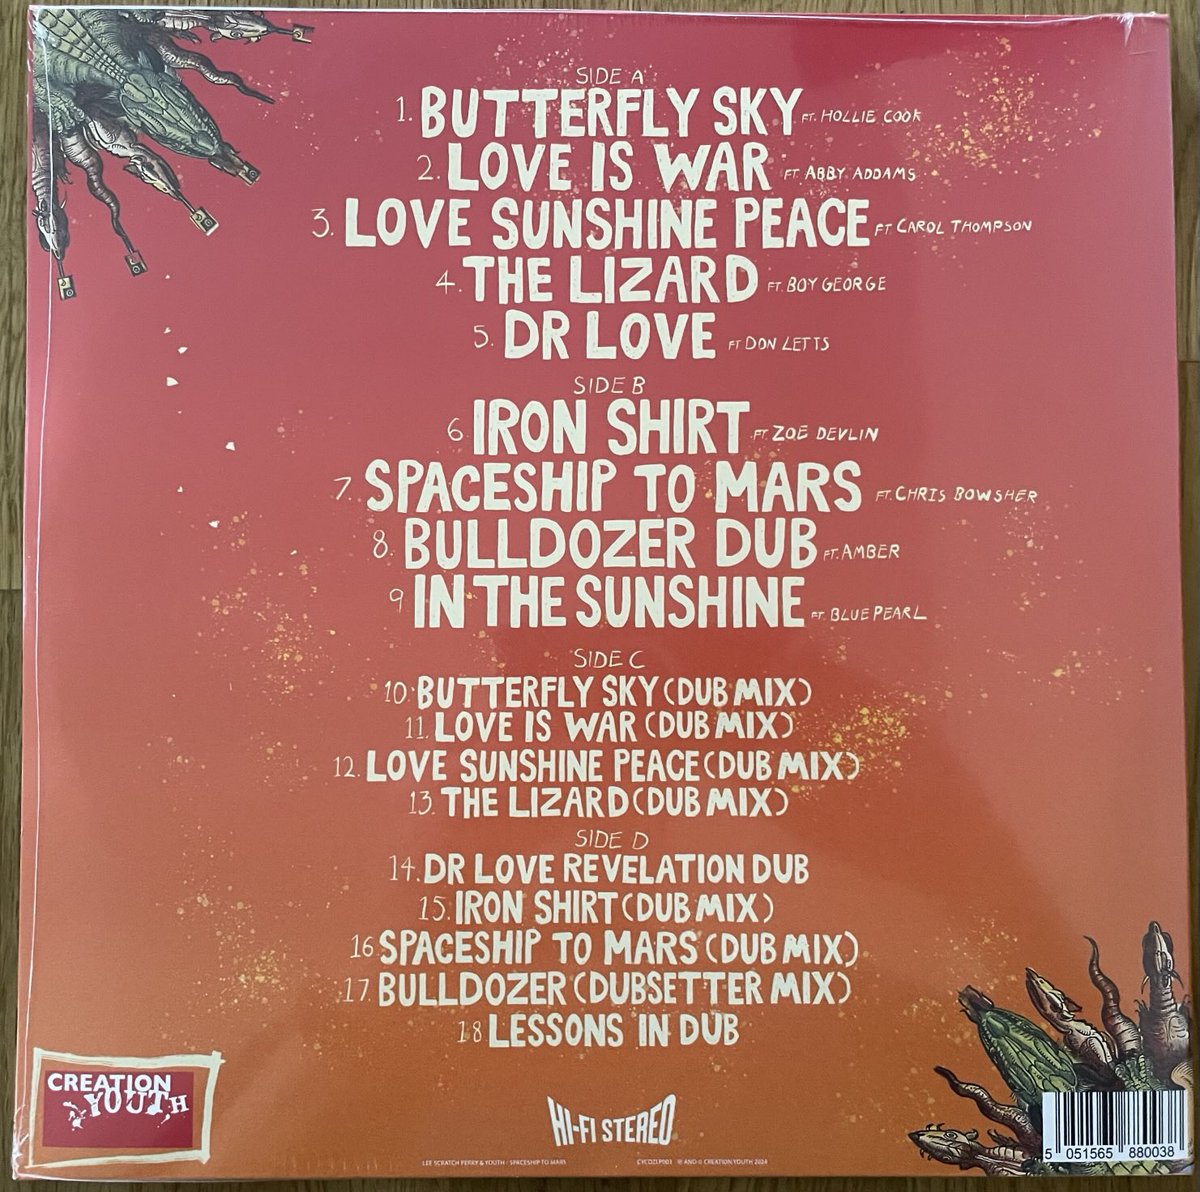 SIDE A
1. BUTTERFLY SKY FT. HOLLIE COOK
2. LOVE IS WAR FT ABBY ADDAMS
3. LOVE SUNSHINE PEACE FT CAROL THOMPSON
4. THE LIZARD FT. BOY GEORGE
5. DR LOVE FT DON LETTS
SIDE B
6 IRON SHIRT FT ZOE DEVLIN
7. SPACESHIP TO MARS FT. CHRIS BOWSHER
8. BULLDOZER DUB FT. AMBER
9 IN THE SUNSHINE FT. BLUE PEARL
SIDE C
10. BUTTERFLY SKY (DUB MIX)
11. LOVE IS WAR (DUB MIX)
12. LOVE SUNSHINE PEACE (DUB MIX)
13. THE LIZARD (DUB MIX)
SIDE D
14. DR LOVE REVELATION DUB
15. IRON SHIRT (DUB MIX)
16 SPACESHIP TO MARS (DUB MIX)
17 BULLDOZER (DUBSETTER MIX)
18 LESSONS IN DUB
CREATION
YOUTH
HI-FI STEREO
LEE SCRATCH PERRY & YOUTH : SPACESHIP TO MARS CYCDZLP003 ℗ AND © CREATION YOUTH 2024
5 051565 880038